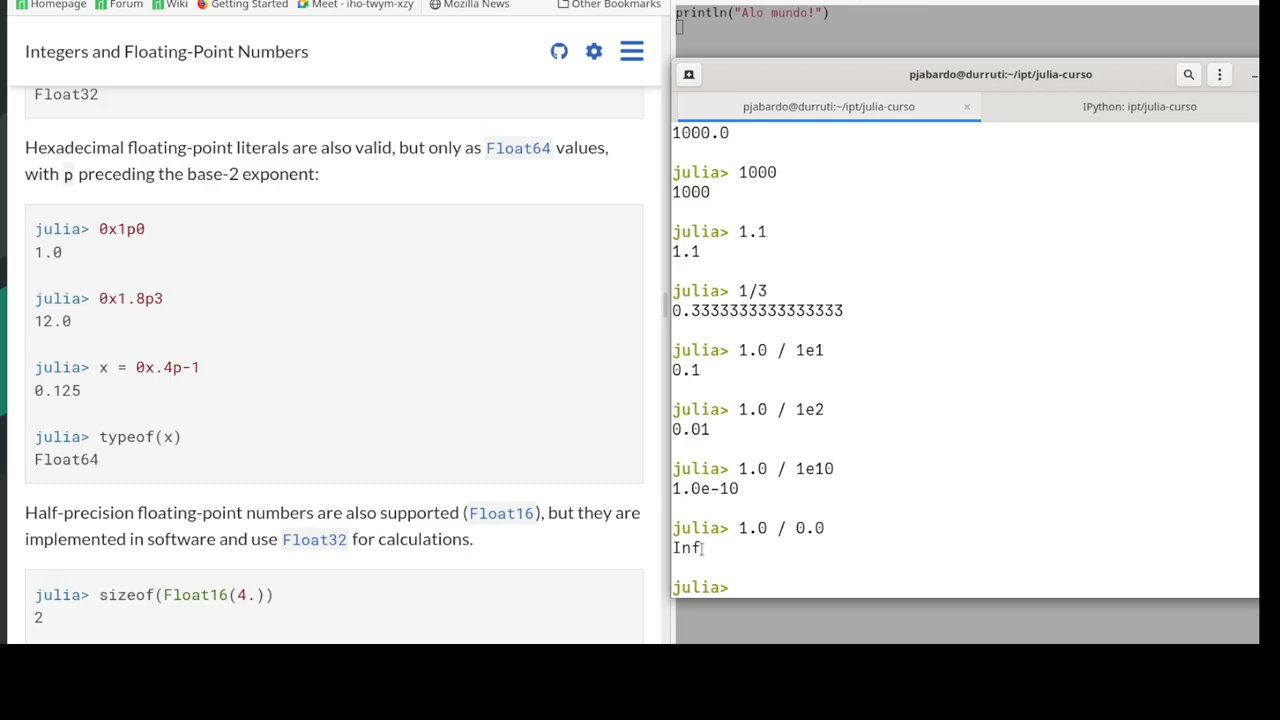 Homepage Forum Wiki Getting Started Meet - iho-twym-xzy Mozilla News Other Bookmarks
Integers and Floating-Point Numbers
Float32
Hexadecimal floating-point literals are also valid, but only as Float64 values,
with p preceding the base-2 exponent:
julia> 0x1p0
1.0
julia> 0x1.8p3
12.0
julia> x = 0x.4p-1
0.125
julia> typeof(x)
Float64
Half-precision floating-point numbers are also supported (Float16), but they are
implemented in software and use Float32 for calculations.
julia> sizeof(Float16(4.))
2
println("Alo mundo!")
pjabardo@durruti:~/ipt/julia-curso
pjabardo@durruti:~/ipt/julia-curso × IPython: ipt/julia-curso
1000.0
julia> 1000
1000
julia> 1.1
1.1
julia> 1/3
0.3333333333333333
julia> 1.0 / 1e1
0.1
julia> 1.0 / 1e2
0.01
julia> 1.0 / 1e10
1.0e-10
julia> 1.0 / 0.0
Inf
julia>